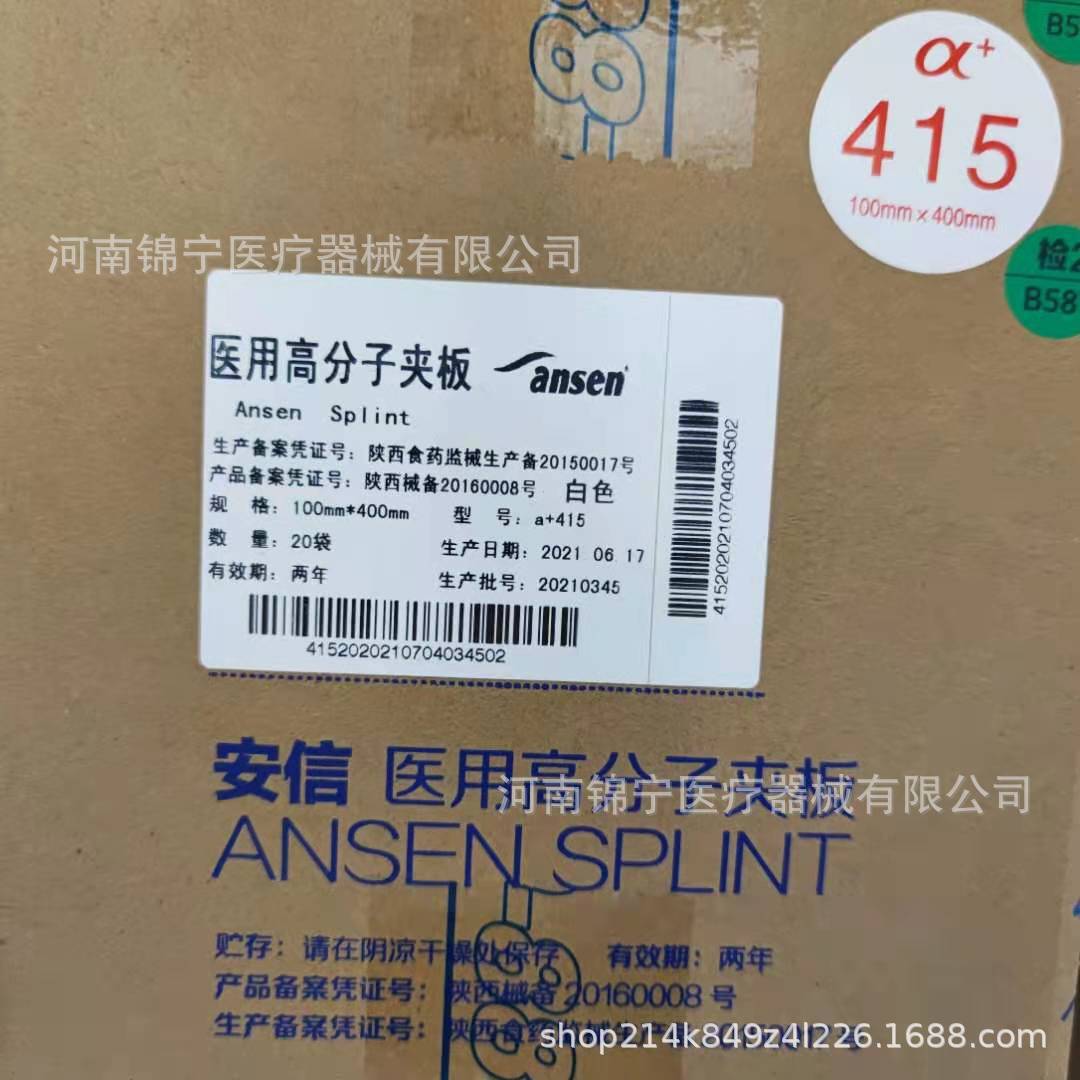 α+
415
100mm×400mm
B5
检2
B58
河南锦宁医疗器械有限公司
医用高分子夹板 ansen®
Ansen Splint
生产备案凭证号：陕西食药监械生产备20150017号
产品备案凭证号：陕西械备20160008号 白色
规 格：100mm*400mm 型 号：a+415
数 量：20袋 生产日期：2021 06 17
有效期：两年 生产批号：20210345
4152020210704034502
4152020210704034502
安信 医用高分子夹板
河南锦宁医疗器械有限公司
ANSEN SPLINT
贮存：请在阴凉干燥处保存 有效期：两年
产品备案凭证号：陕西械备20160008号
生产备案凭证号：陕西食药监械生产
shop214k849z4l226.1688.com